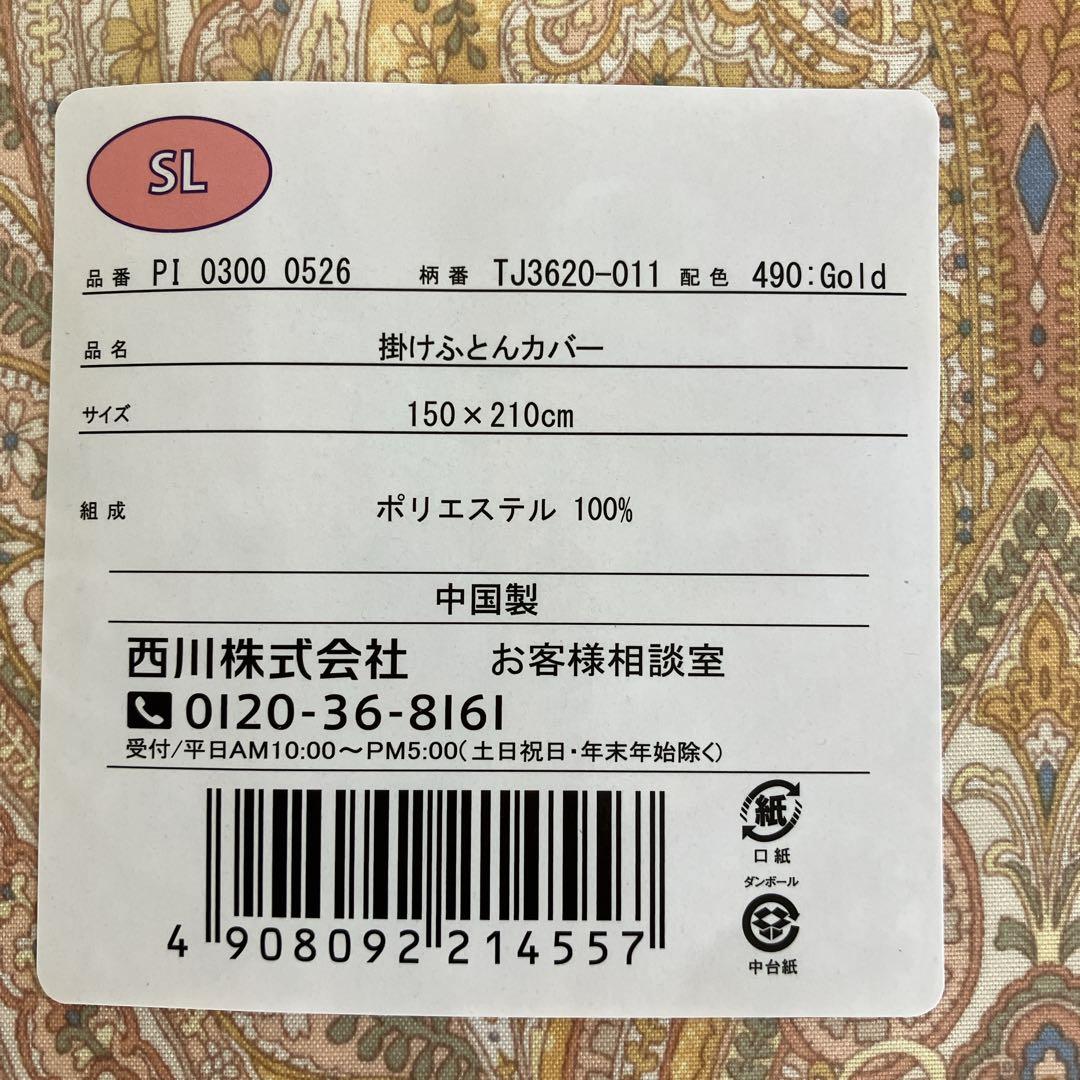 SL
品番 PI 0300 0526 柄番 TJ3620-011 配色 490:Gold
品名 掛けふとんカバー
サイズ 150×210cm
組成 ポリエステル 100%
中国製
西川株式会社 お客様相談室
0120-36-8161
受付/平日AM10:00～PM5:00(土日祝日・年末年始除く)
紙
口紙
ダンボール
中台紙
4 908092 214557